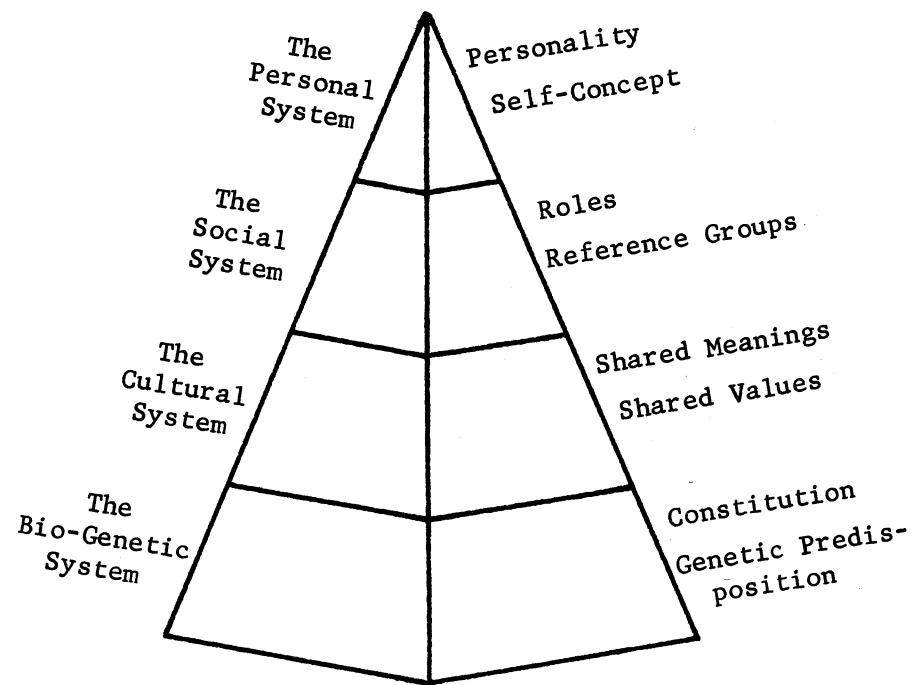 The
Personal
System
Personality
Self-Concept
The
Social
System
Roles
Reference Groups
The
Cultural
System
Shared Meanings
Shared Values
The
Bio-Genetic
System
Constitution
Genetic Predis-
position